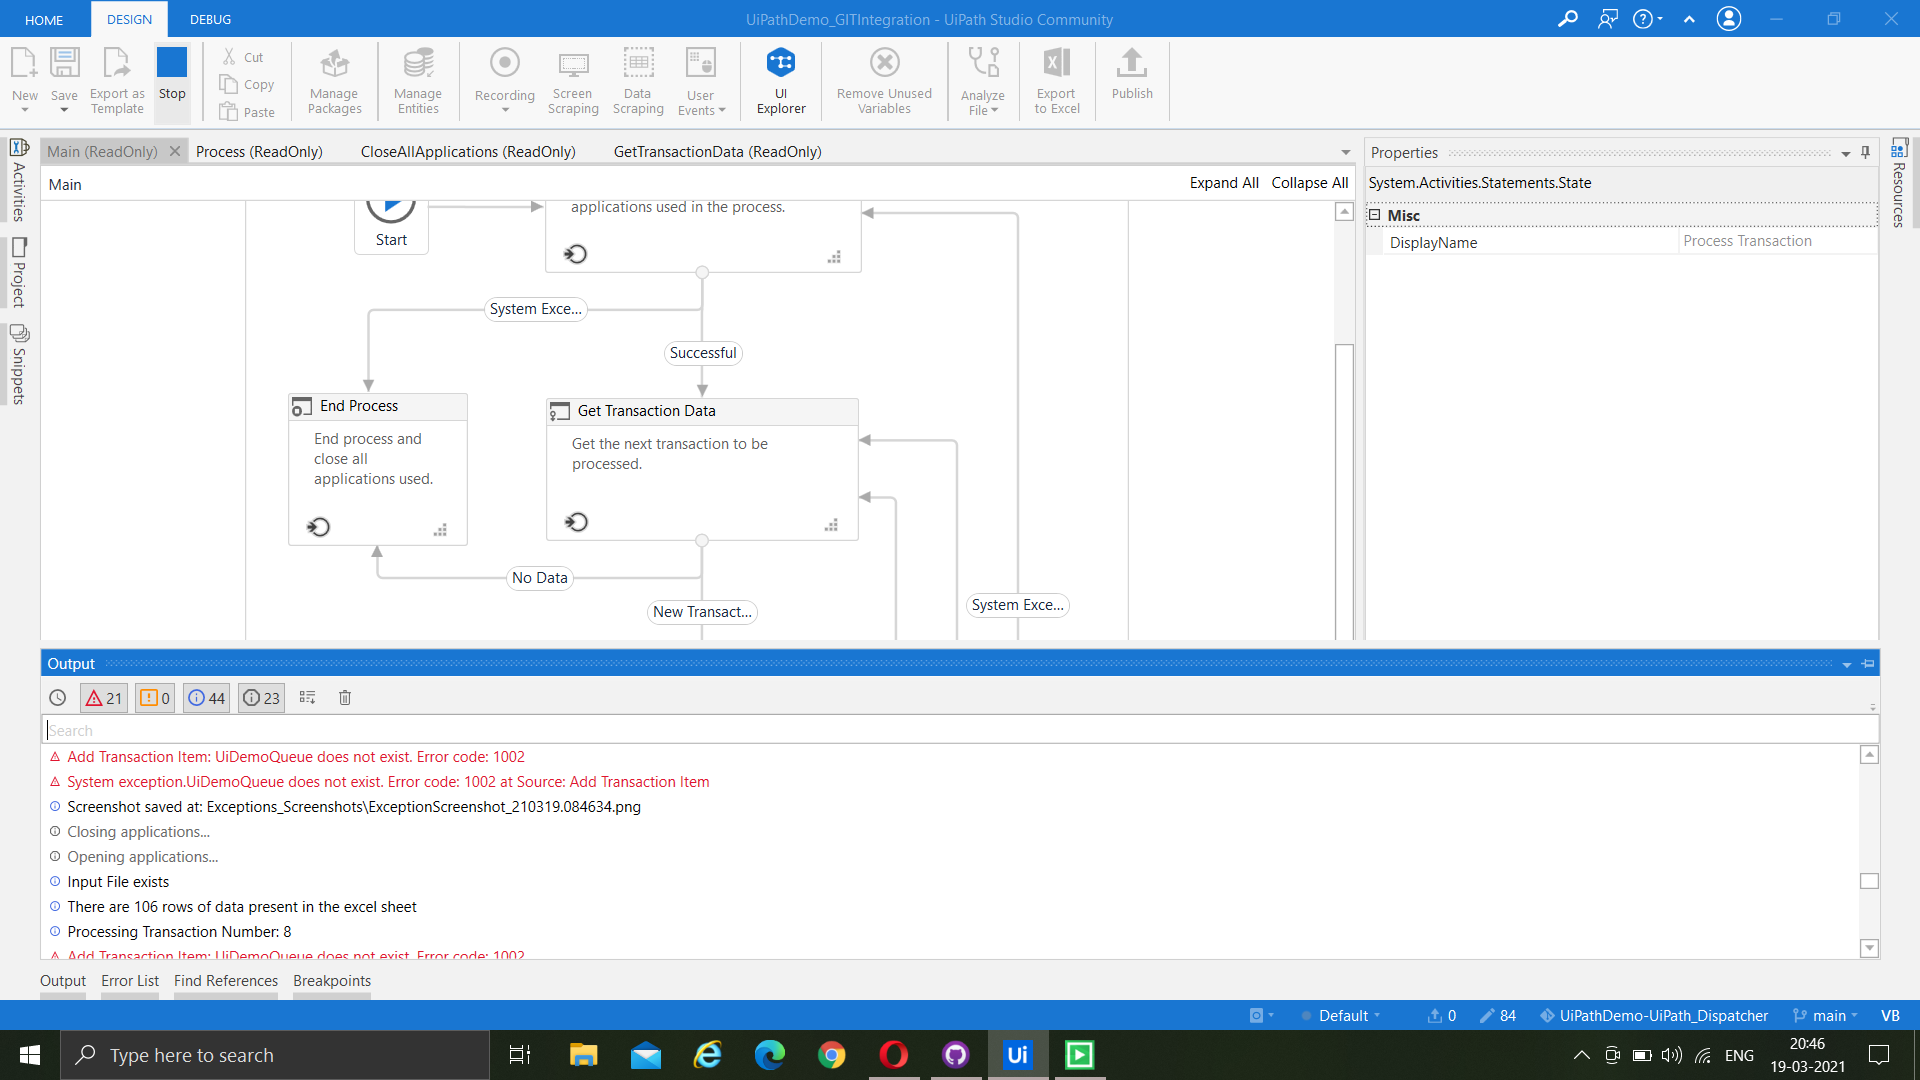 HOME DESIGN DEBUG UiPathDemo_GITIntegration - UiPath Studio Community
New Save Export as Template Stop Cut Copy Paste Manage Packages Manage Entities Recording Screen Scraping Data Scraping User Events UI Explorer Remove Unused Variables Analyze File Export to Excel Publish
Main (ReadOnly) Process (ReadOnly) CloseAllApplications (ReadOnly) GetTransactionData (ReadOnly)
Main Expand All Collapse All
Activities
Project
Snippets
applications used in the process.
Start
System Exce...
Successful
End Process
End process and
close all
applications used.
Get Transaction Data
Get the next transaction to be
processed.
No Data
New Transact...
System Exce...
Properties
System.Activities.Statements.State
Misc
DisplayName Process Transaction
Resources
Output
21 0 44 23
Search
Add Transaction Item: UiDemoQueue does not exist. Error code: 1002
System exception.UiDemoQueue does not exist. Error code: 1002 at Source: Add Transaction Item
Screenshot saved at: Exceptions_Screenshots\ExceptionScreenshot_210319.084634.png
Closing applications...
Opening applications...
Input File exists
There are 106 rows of data present in the excel sheet
Processing Transaction Number: 8
Add Transaction Item: UiDemoQueue does not exist. Error code: 1002
Output Error List Find References Breakpoints
Default 0 84 UiPathDemo-UiPath_Dispatcher main VB
Type here to search Ui ENG 20:46
19-03-2021